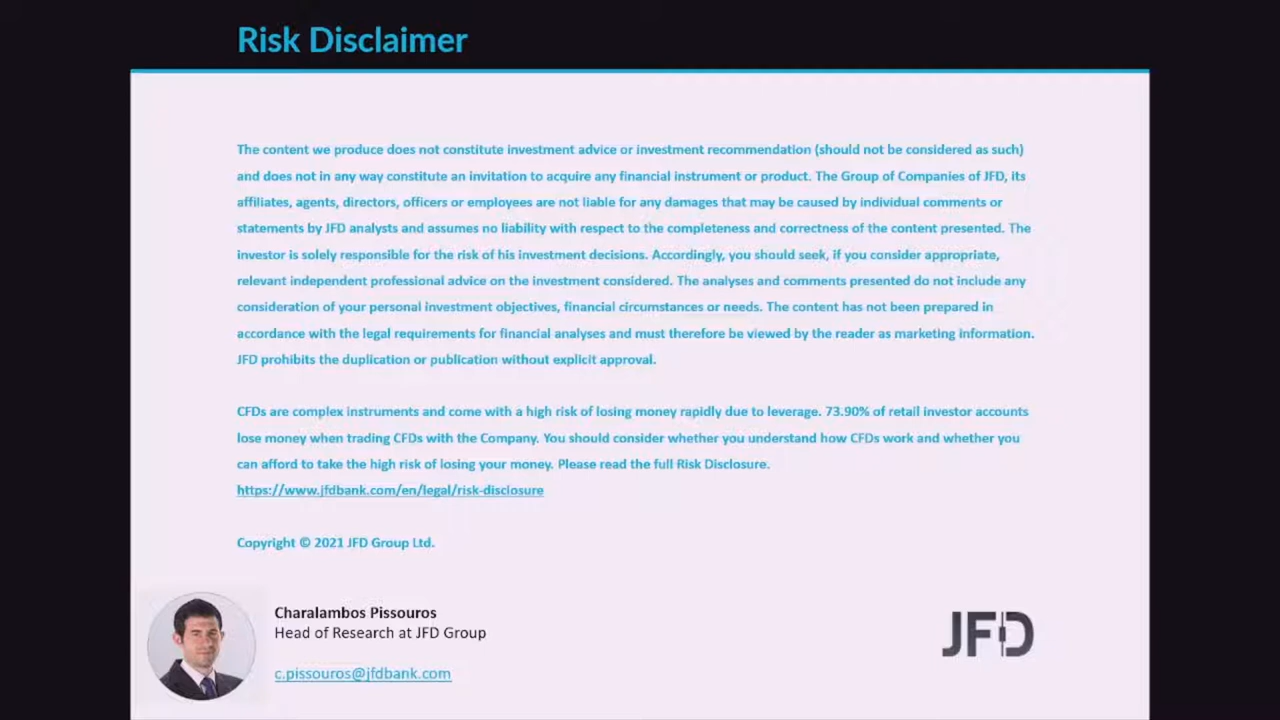 Risk Disclaimer
The content we produce does not constitute investment advice or investment recommendation (should not be considered as such)
and does not in any way constitute an invitation to acquire any financial instrument or product. The Group of Companies of JFD, its
affiliates, agents, directors, officers or employees are not liable for any damages that may be caused by individual comments or
statements by JFD analysts and assumes no liability with respect to the completeness and correctness of the content presented. The
investor is solely responsible for the risk of his investment decisions. Accordingly, you should seek, if you consider appropriate,
relevant independent professional advice on the investment considered. The analyses and comments presented do not include any
consideration of your personal investment objectives, financial circumstances or needs. The content has not been prepared in
accordance with the legal requirements for financial analyses and must therefore be viewed by the reader as marketing information.
JFD prohibits the duplication or publication without explicit approval.
CFDs are complex instruments and come with a high risk of losing money rapidly due to leverage. 73.90% of retail investor accounts
lose money when trading CFDs with the Company. You should consider whether you understand how CFDs work and whether you
can afford to take the high risk of losing your money. Please read the full Risk Disclosure.
https://www.jfdbank.com/en/legal/risk-disclosure
Copyright © 2021 JFD Group Ltd.
Charalambos Pissouros
Head of Research at JFD Group
c.pissouros@jfdbank.com
JFD